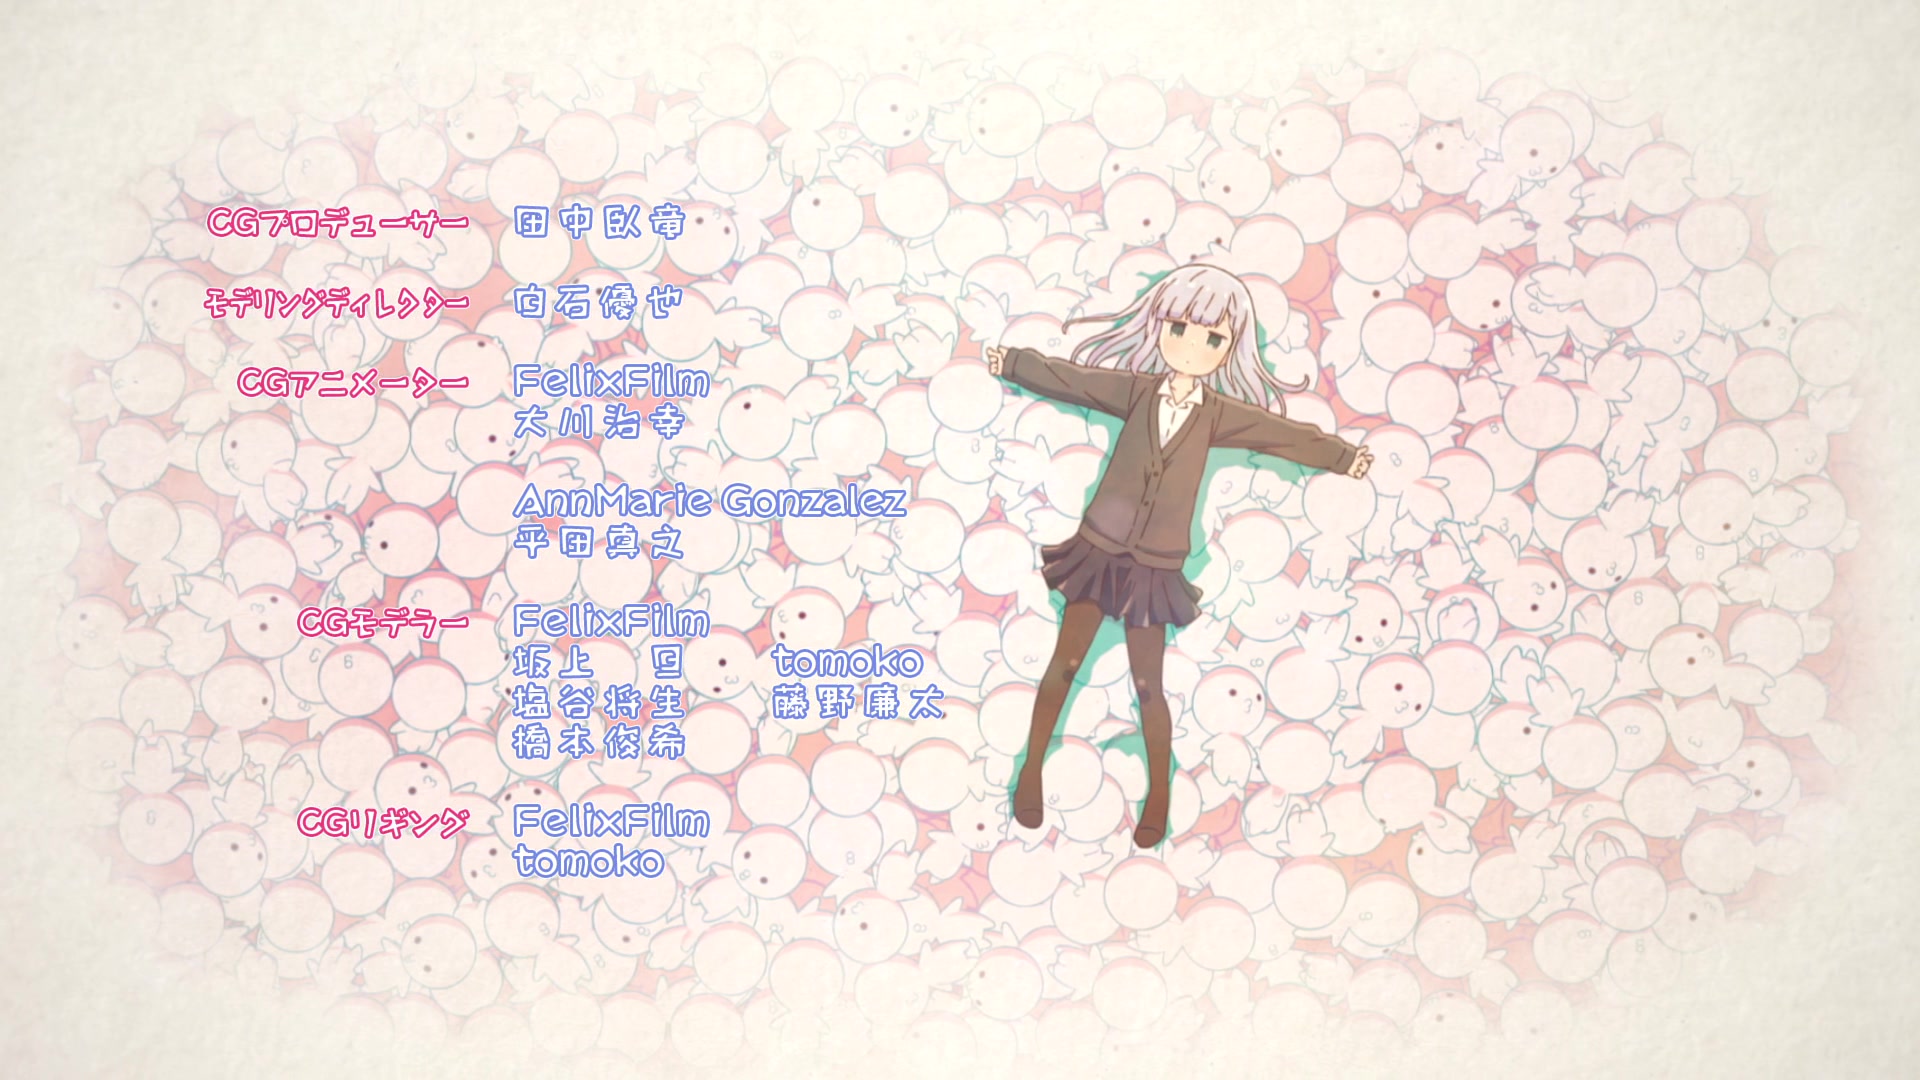 CGプロデューサー 田中臥竜
モデリングディレクター 白石優也
CGアニメーター FelixFilm
大川治幸
AnnMarie Gonzalez
平田真之
CGモデラー FelixFilm
坂上 旦 tomoko
塩谷将生 藤野廉太
橋本俊希
CGリギング FelixFilm
tomoko